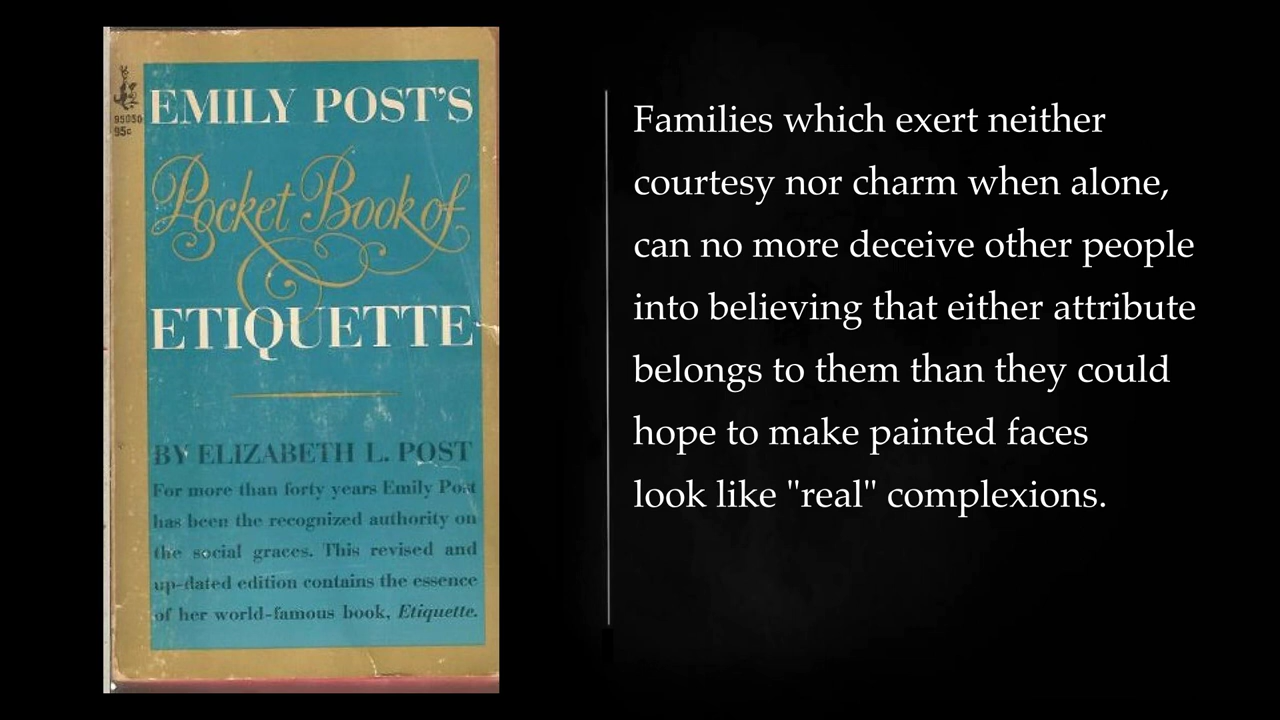 EMILY POST'S
95050
95c
Pocket Book of
ETIQUETTE
BY ELIZABETH L. POST
For more than forty years Emily Post
has been the recognized authority on
the social graces. This revised and
up-dated edition contains the essence
of her world-famous book, Etiquette.
Families which exert neither
courtesy nor charm when alone,
can no more deceive other people
into believing that either attribute
belongs to them than they could
hope to make painted faces
look like "real" complexions.